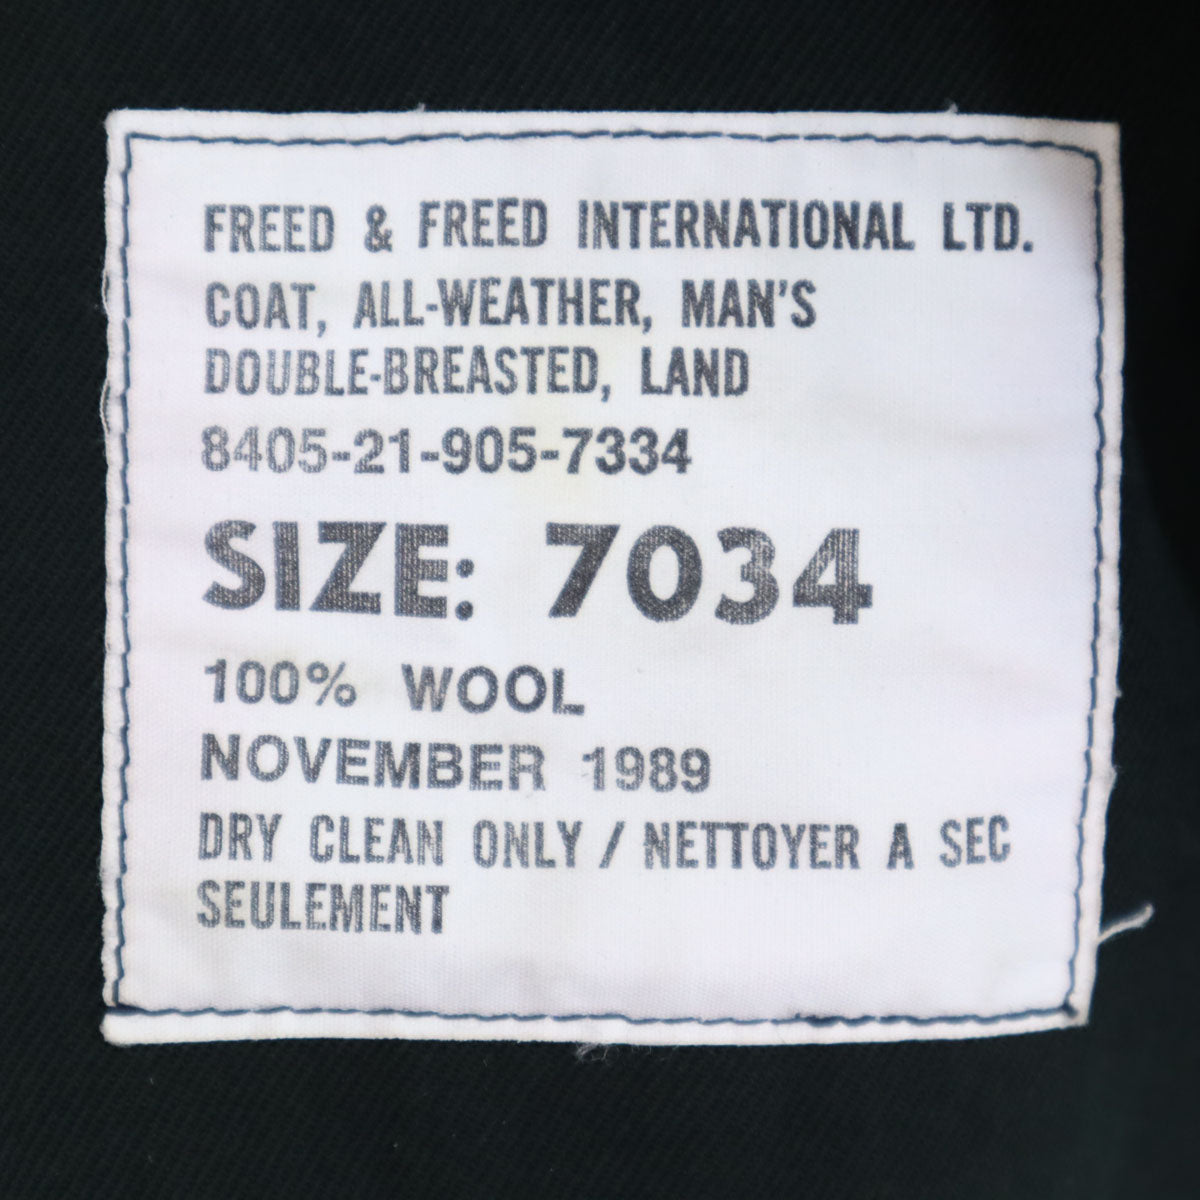 FREED & FREED INTERNATIONAL LTD.
COAT, ALL-WEATHER, MAN'S
DOUBLE-BREASTED, LAND
8405-21-905-7334
SIZE: 7034
100% WOOL
NOVEMBER 1989
DRY CLEAN ONLY / NETTOYER A SEC
SEULEMENT